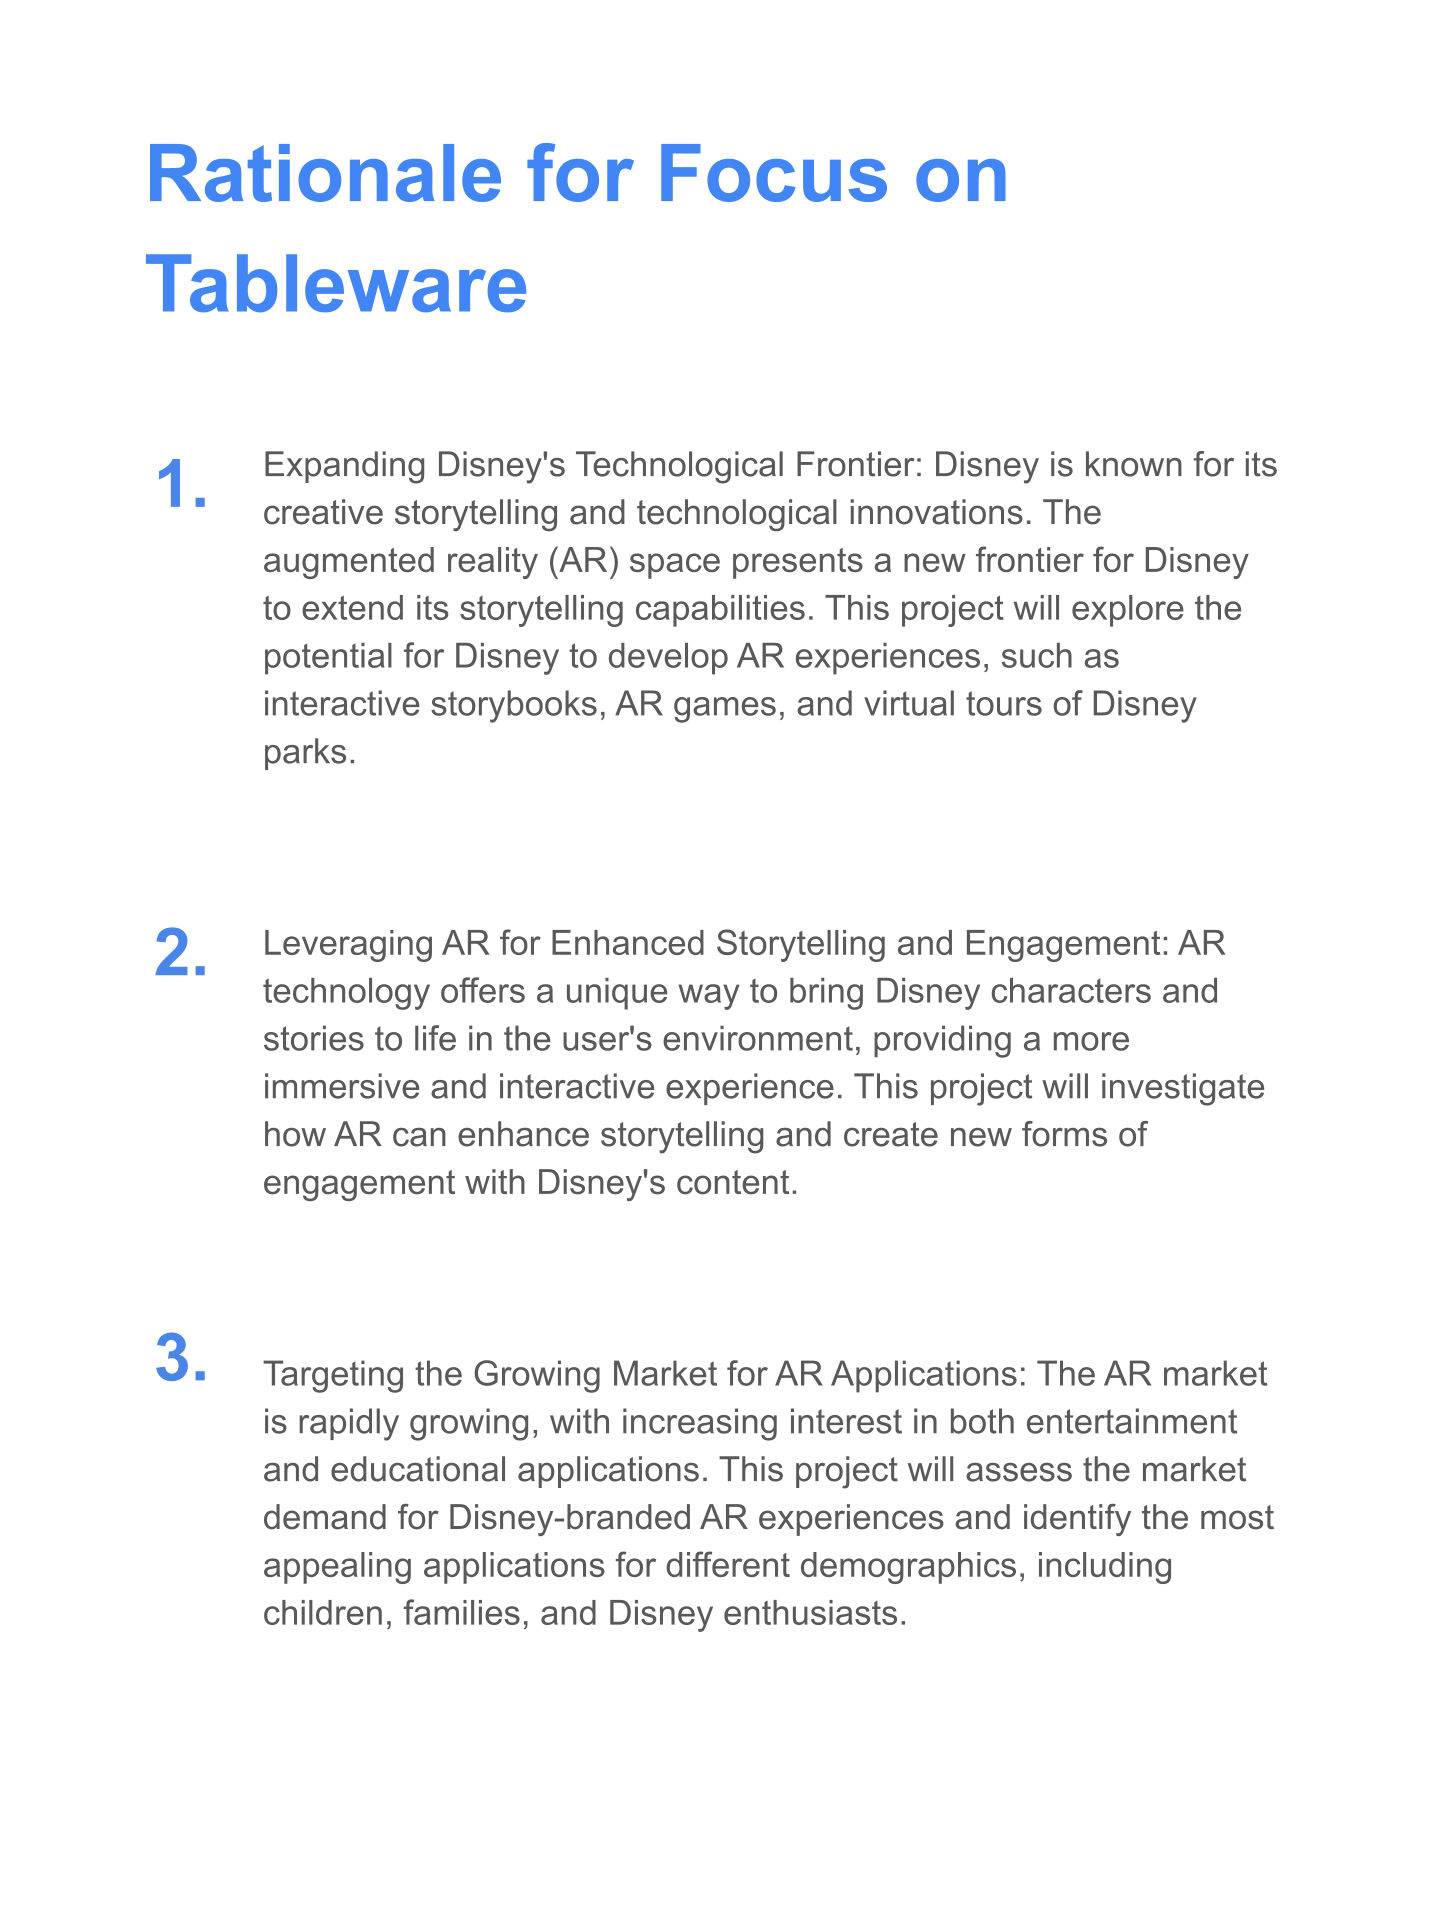 Rationale for Focus on
Tableware
1.
Expanding Disney's Technological Frontier: Disney is known for its
creative storytelling and technological innovations. The
augmented reality (AR) space presents a new frontier for Disney
to extend its storytelling capabilities. This project will explore the
potential for Disney to develop AR experiences, such as
interactive storybooks, AR games, and virtual tours of Disney
parks.
2.
Leveraging AR for Enhanced Storytelling and Engagement: AR
technology offers a unique way to bring Disney characters and
stories to life in the user's environment, providing a more
immersive and interactive experience. This project will investigate
how AR can enhance storytelling and create new forms of
engagement with Disney's content.
3.
Targeting the Growing Market for AR Applications: The AR market
is rapidly growing, with increasing interest in both entertainment
and educational applications. This project will assess the market
demand for Disney-branded AR experiences and identify the most
appealing applications for different demographics, including
children, families, and Disney enthusiasts.